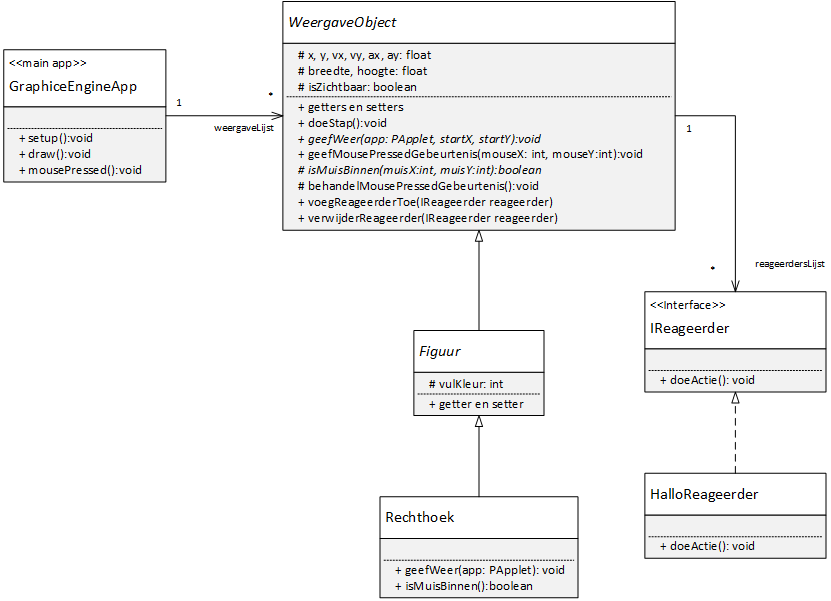 WeergaveObject
# x, y, vx, vy, ax, ay: float
# breedte, hoogte: float
# isZichtbaar: boolean
+ getters en setters
+ doeStap():void
+ geefWeer(app: PApplet, startX, startY):void
+ geefMousePressedGebeurtenis(mouseX: int, mouseY:int):void
# isMuisBinnen(muisX:int, muisY:int):boolean
# behandelMousePressedGebeurtenis():void
+ voegReageerderToe(IReageerder reageerder)
+ verwijderReageerder(IReageerder reageerder)
<<main app>>
GraphiceEngineApp
+ setup():void
+ draw():void
+ mousePressed():void
1
*
weergaveLijst
1
*
reageerdersLijst
<<Interface>>
IReageerder
+ doeActie(): void
Figuur
# vulKleur: int
+ getter en setter
HalloReageerder
+ doeActie(): void
Rechthoek
+ geefWeer(app: PApplet): void
+ isMuisBinnen():boolean